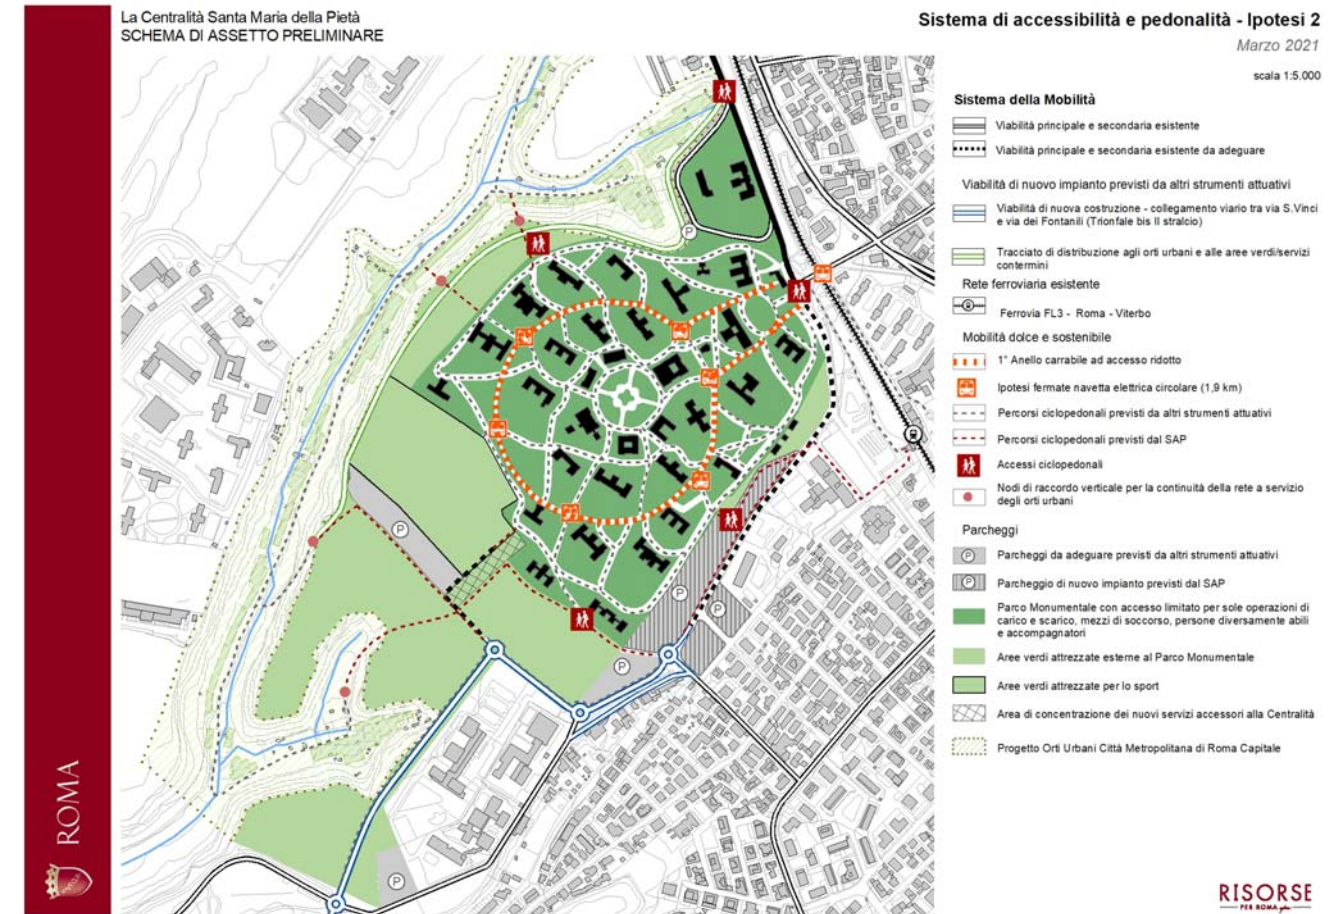 La Centralità Santa Maria della Pietà
SCHEMA DI ASSETTO PRELIMINARE
Sistema di accessibilità e pedonalità - Ipotesi 2
Marzo 2021
scala 1:5.000
Sistema della Mobilità
Viabilità principale e secondaria esistente
Viabilità principale e secondaria esistente da adeguare
Viabilità di nuovo impianto previsti da altri strumenti attuativi
Viabilità di nuova costruzione - collegamento viario tra via S.Vinci
e via dei Fontanili (Trionfale bis II stralcio)
Tracciato di distribuzione agli orti urbani e alle aree verdi/servizi
contermini
Rete ferroviaria esistente
Ferrovia FL3 - Roma - Viterbo
Mobilità dolce e sostenibile
1° Anello carrabile ad accesso ridotto
Ipotesi fermate navetta elettrica circolare (1,9 km)
Percorsi ciclopedonali previsti da altri strumenti attuativi
Percorsi ciclopedonali previsti dal SAP
Accessi ciclopedonali
Nodi di raccordo verticale per la continuità della rete a servizio
degli orti urbani
Parcheggi
P
Parcheggi da adeguare previsti da altri strumenti attuativi
P
Parcheggio di nuovo impianto previsti dal SAP
Parco Monumentale con accesso limitato per sole operazioni di
carico e scarico, mezzi di soccorso, persone diversamente abili
e accompagnatori
Aree verdi attrezzate esterne al Parco Monumentale
Aree verdi attrezzate per lo sport
Area di concentrazione dei nuovi servizi accessori alla Centralità
Progetto Orti Urbani Città Metropolitana di Roma Capitale
P
P
P
P
P
P
ROMA
RISORSE
PER ROMA spa